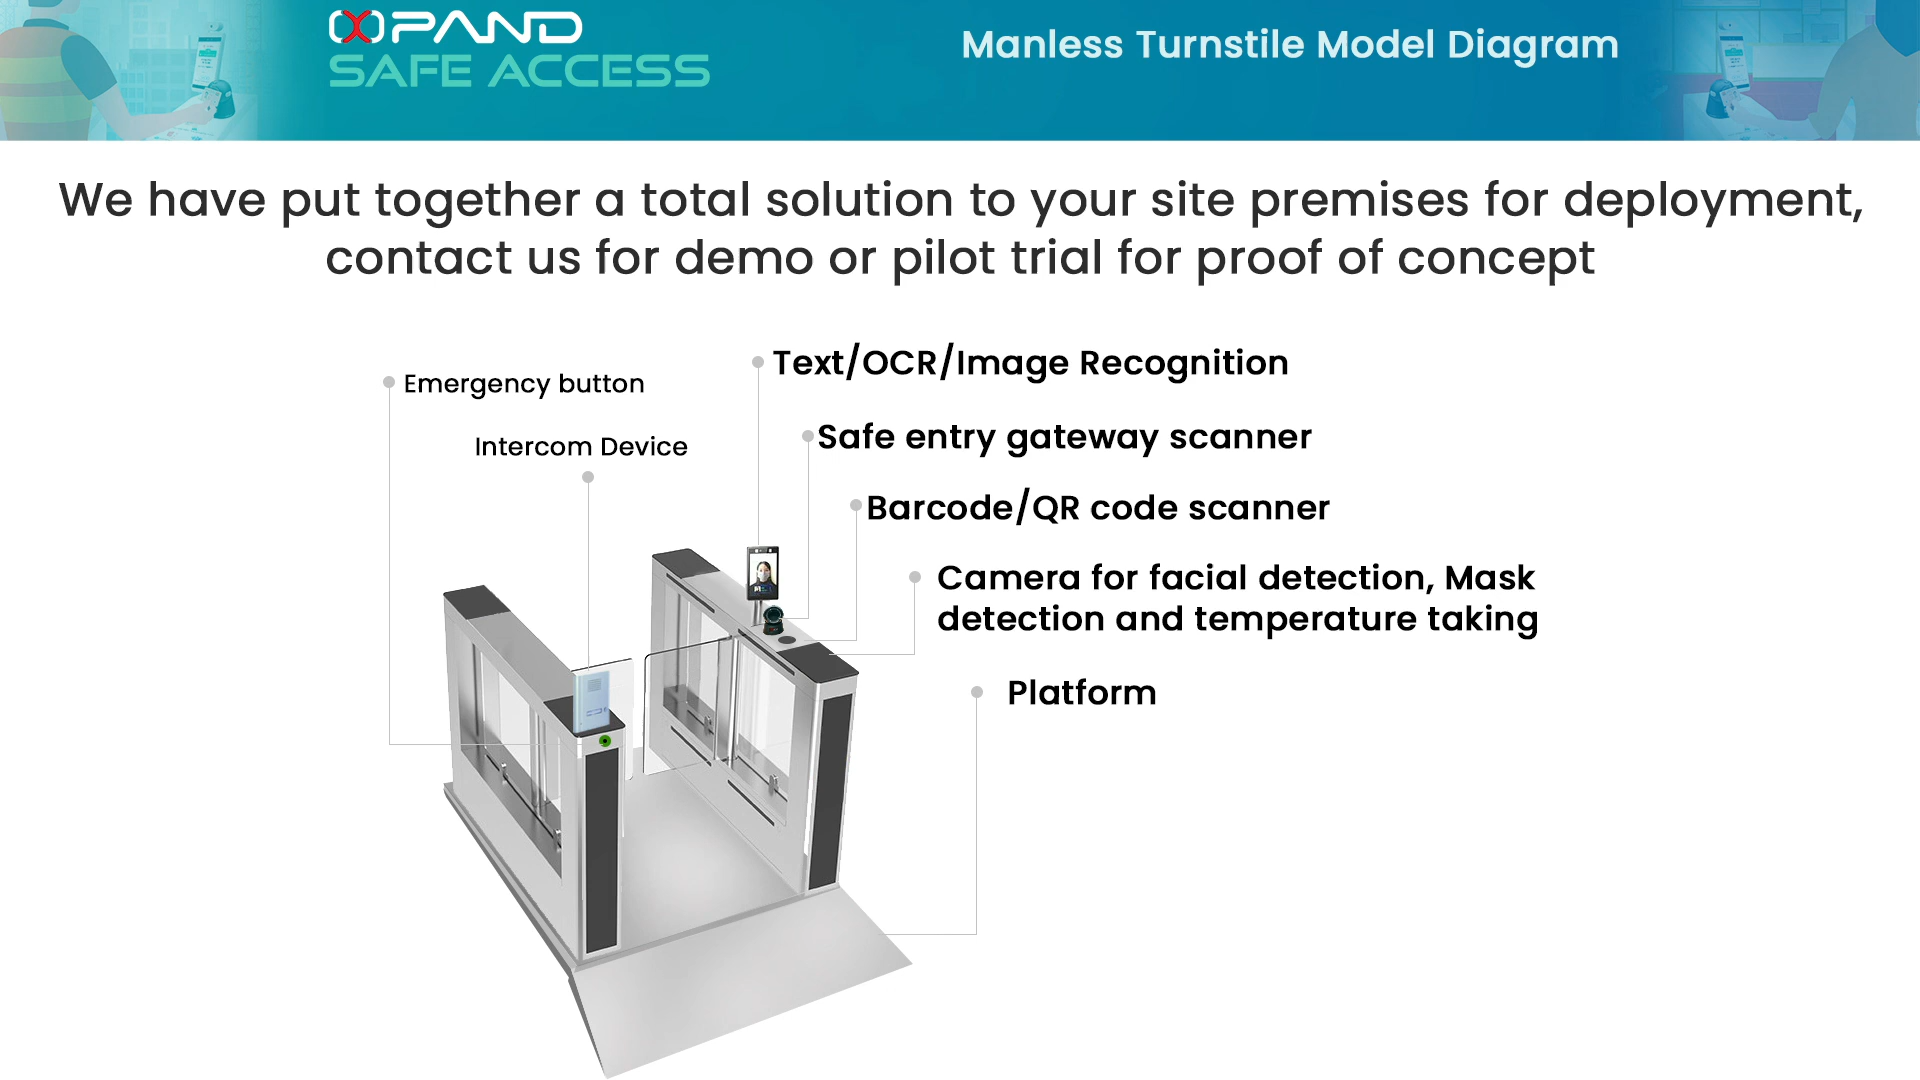 XPAND
SAFE ACCESS
Manless Turnstile Model Diagram
We have put together a total solution to your site premises for deployment,
contact us for demo or pilot trial for proof of concept
Text/OCR/Image Recognition
Emergency button
Safe entry gateway scanner
Intercom Device
Barcode/QR code scanner
Camera for facial detection, Mask
detection and temperature taking
Platform